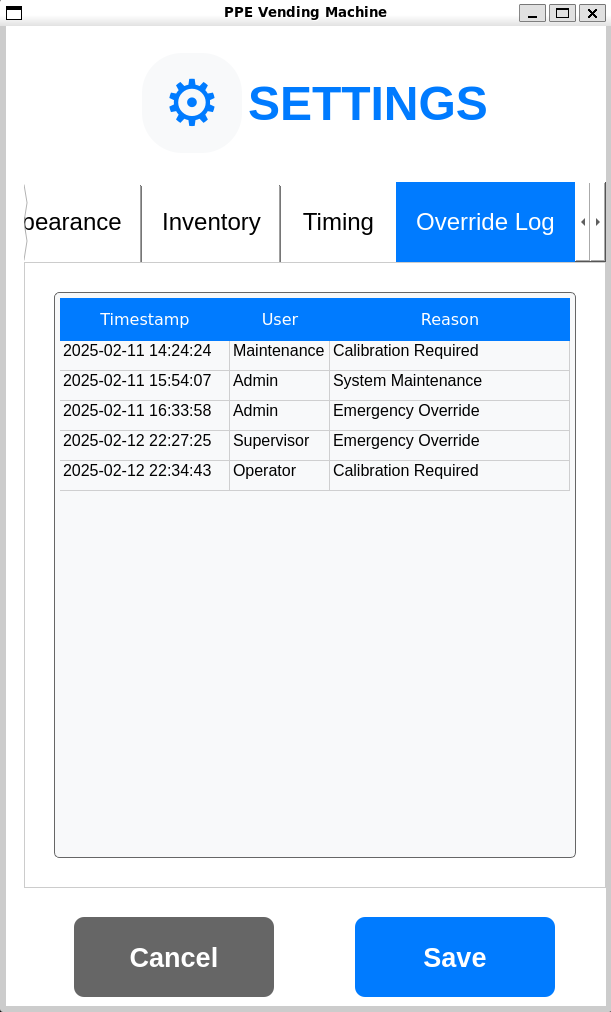 PPE Vending Machine
SETTINGS
pearance Inventory Timing Override Log
Timestamp User Reason
2025-02-11 14:24:24 Maintenance Calibration Required
2025-02-11 15:54:07 Admin System Maintenance
2025-02-11 16:33:58 Admin Emergency Override
2025-02-12 22:27:25 Supervisor Emergency Override
2025-02-12 22:34:43 Operator Calibration Required
Cancel Save